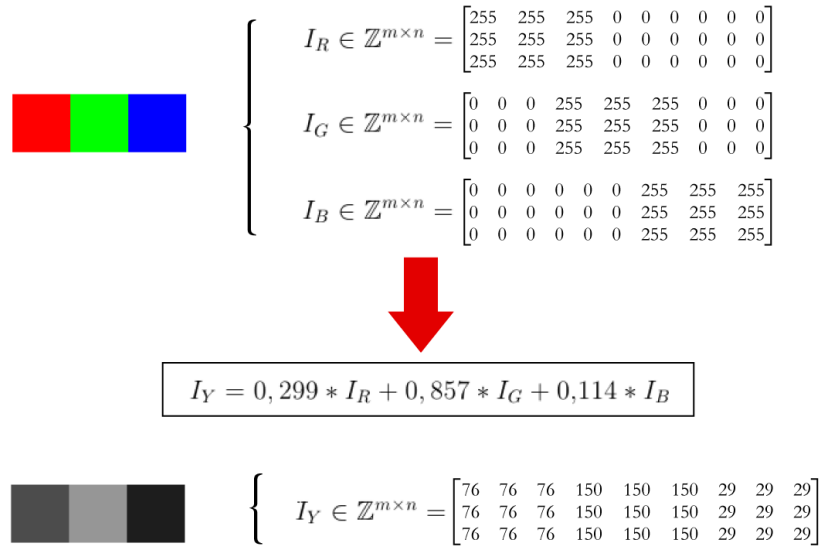 I_R ∈ ℤ^{m×n} = [255 255 255 0 0 0 0 0 0
255 255 255 0 0 0 0 0 0
255 255 255 0 0 0 0 0 0]
I_G ∈ ℤ^{m×n} = [0 0 0 255 255 255 0 0 0
0 0 0 255 255 255 0 0 0
0 0 0 255 255 255 0 0 0]
I_B ∈ ℤ^{m×n} = [0 0 0 0 0 0 255 255 255
0 0 0 0 0 0 255 255 255
0 0 0 0 0 0 255 255 255]
I_Y = 0, 299 * I_R + 0, 857 * I_G + 0,114 * I_B
I_Y ∈ ℤ^{m×n} = [76 76 76 150 150 150 29 29 29
76 76 76 150 150 150 29 29 29
76 76 76 150 150 150 29 29 29]